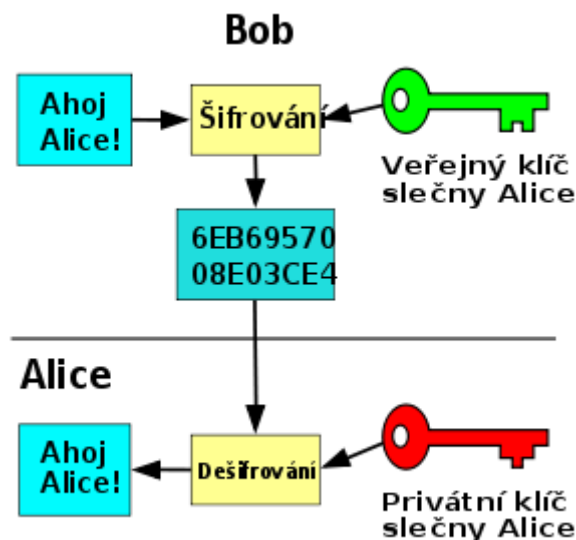 Bob
Ahoj
Alice!
Šifrování
Veřejný klíč
slečny Alice
6EB69570
08E03CE4
Alice
Ahoj
Alice!
Dešifrování
Privátní klíč
slečny Alice